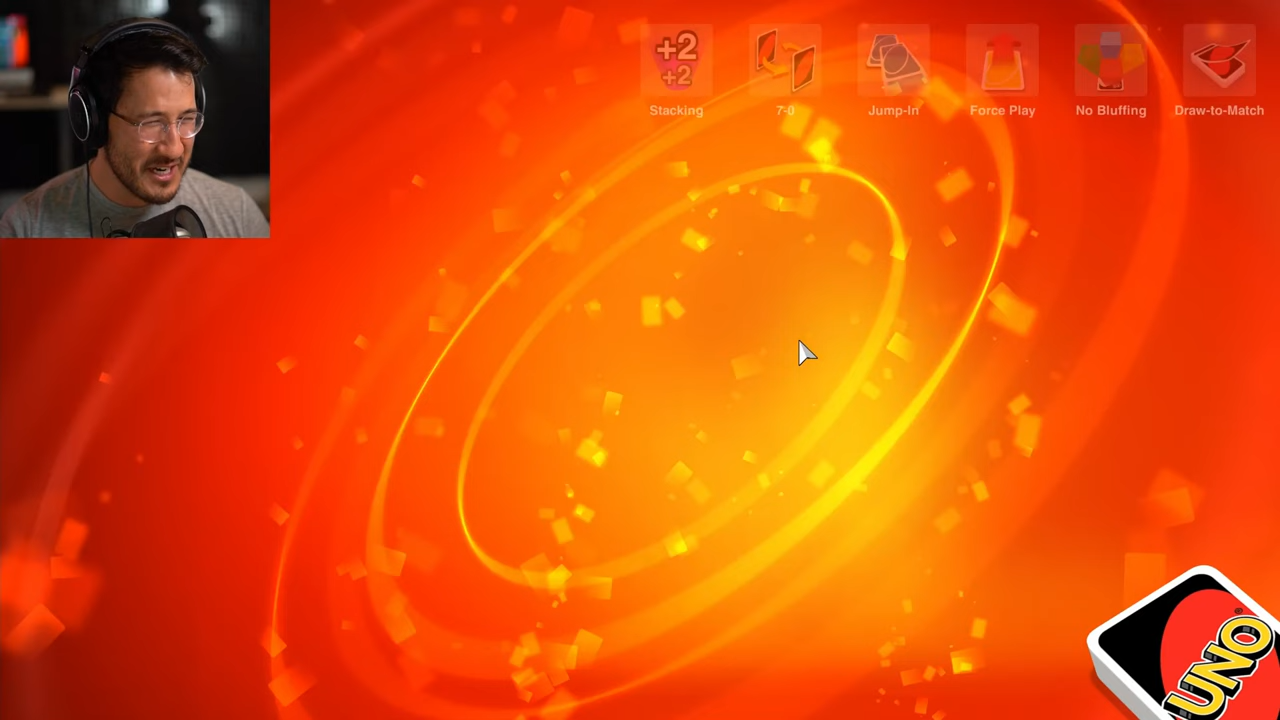 +2
+2
Stacking
7-0
Jump-In
Force Play
No Bluffing
Draw-to-Match
UNO
®